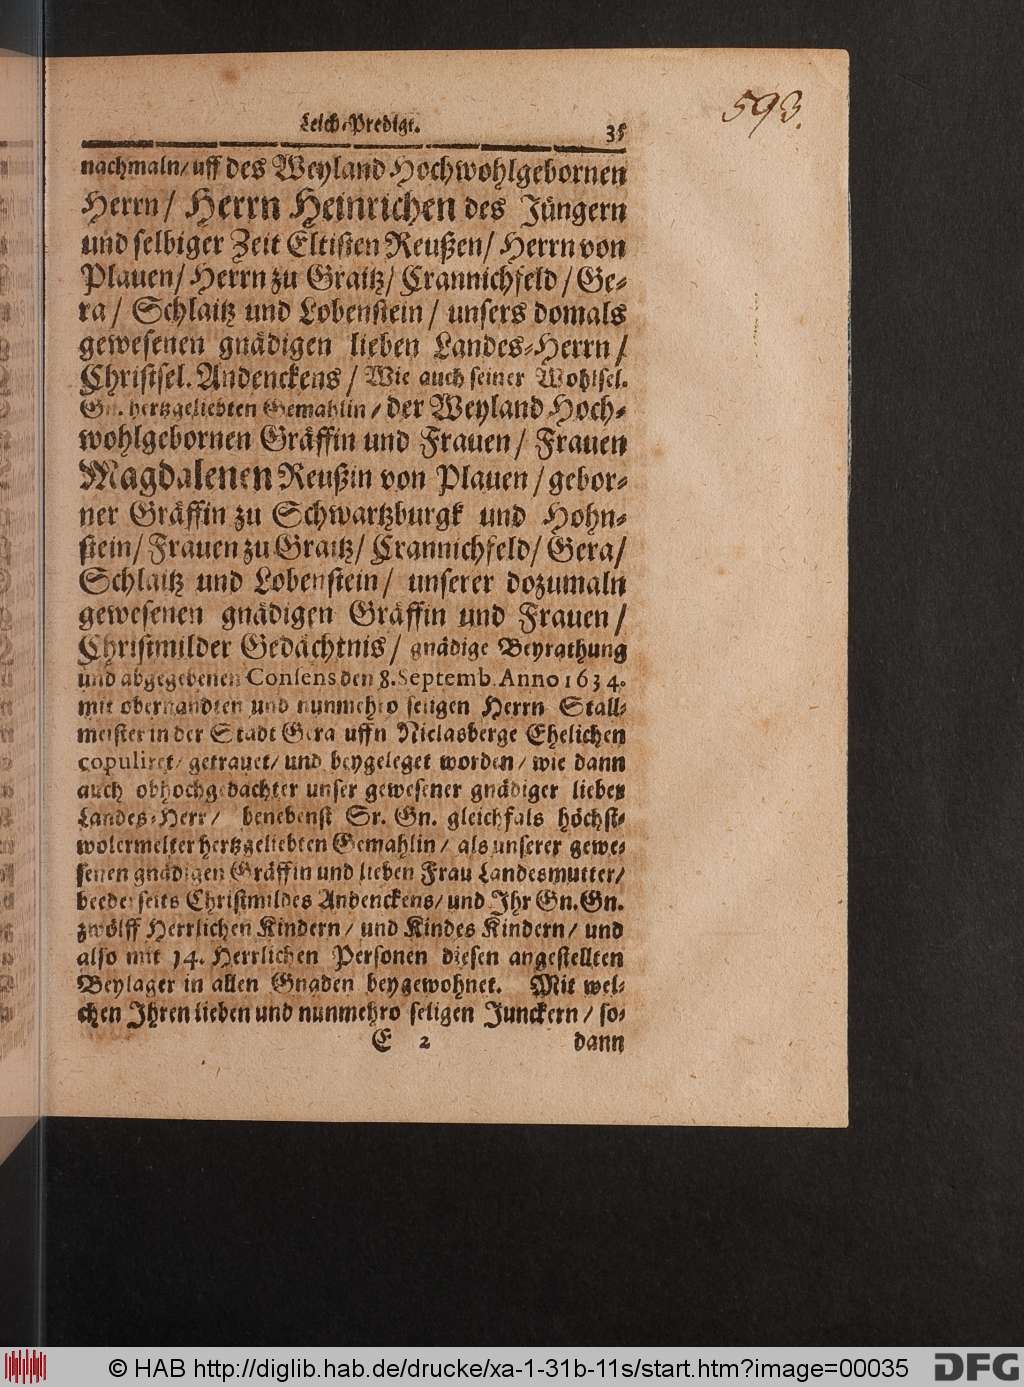 593.
Leich-Predigt. 35
nachmaln/ uff des Weyland Hochwohlgebornen
Herrn/ Herrn Heinrichen des Jüngern
und selbiger Zeit Eltisten Reußen/ Herrn von
Plauen/ Herrn zu Graitz/ Crannichfeld/ Ge-
ra/ Schlaitz und Lobenstein/ unsers domals
gewesenen gnädigen lieben Landes-Herrn/
Christsel. Andenckens/ Wie auch seiner Wohlsel.
Gn. hertzgeliebten Gemahlin/ der Weyland Hoch-
wohlgebornen Gräffin und Frauen/ Frauen
Magdalenen Reußin von Plauen/ gebor-
ner Gräffin zu Schwartzburgk und Hohn-
stein/ Frauen zu Graitz/ Crannichfeld/ Gera/
Schlaitz und Lobenstein/ unserer dozumaln
gewesenen gnädigen Gräffin und Frauen/
Christmilder Gedächtnis/ gnädige Beyrathung
und abgegebenen Consens den 8. Septemb. Anno 1634.
mit obernandten und nunmehro seligen Herrn Stall-
meister in der Stadt Gera uffn Niclasberge Ehelichen
copuliret/ getrauet/ und beygeleget worden/ wie dann
auch obhochgedachter unser gewesener gnädiger lieber
Landes-Herr/ benebenst Sr. Gn. gleichfals höchst-
wolermelter hertzgeliebten Gemahlin/ als unserer gewe-
senen gnädigen Gräffin und lieben Frau Landesmutter/
beederseits Christmildes Andenckens/ und Ihr Gn. Gn.
zwölff Herrlichen Kindern/ und Kindes Kindern/ und
also mit 14. Herrlichen Personen diesen angestellten
Beylager in allen Gnaden beygewohnet. Mit wel-
chen Ihren lieben und nunmehro seligen Junckern/ so-
E 2 dann
© HAB http://diglib.hab.de/drucke/xa-1-31b-11s/start.htm?image=00035
DFG